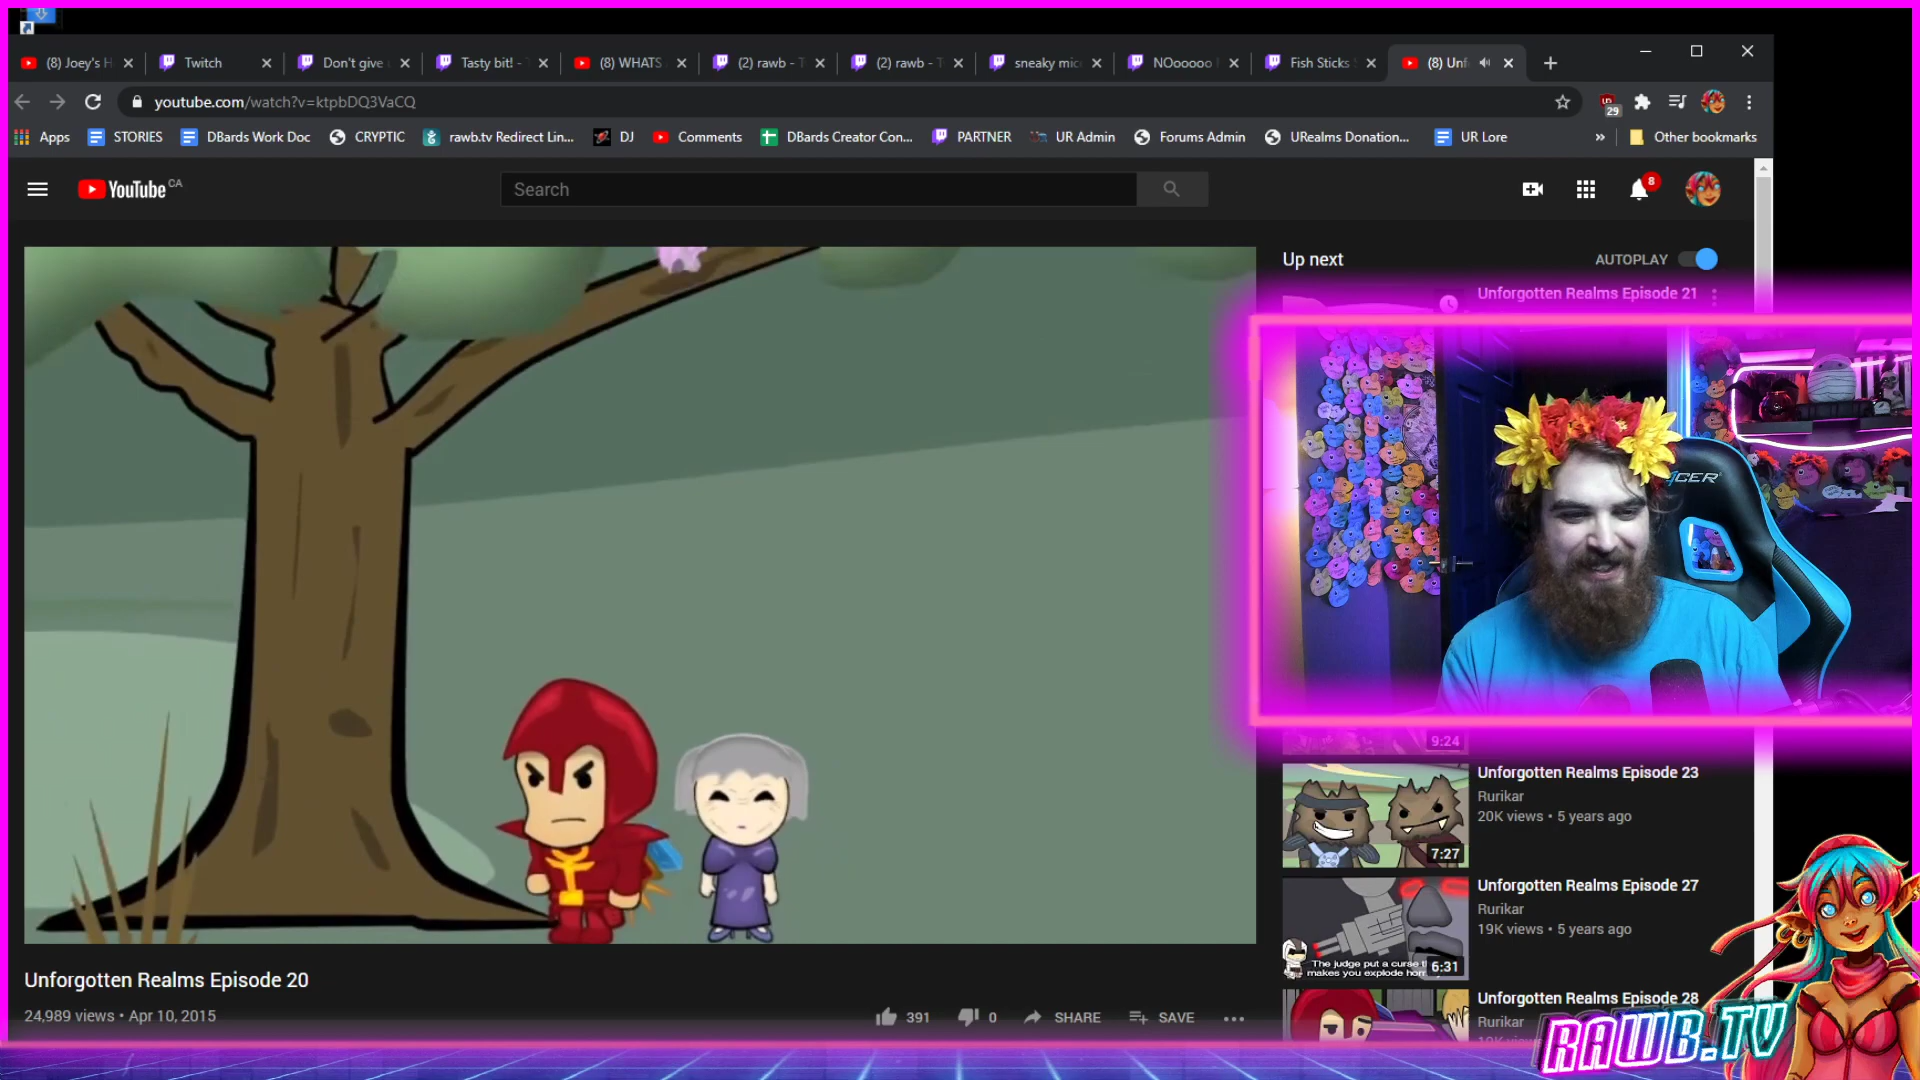 (8) Joey's H
Twitch
Don't give
Tasty bit! -
(8) WHATS
(2) rawb - T
(2) rawb - T
sneaky mic
NOooooo
Fish Sticks
(8) Unf
youtube.com/watch?v=ktpbDQ3VaCQ
29
Apps
STORIES
DBards Work Doc
CRYPTIC
rawb.tv Redirect Lin...
DJ
Comments
DBards Creator Con...
PARTNER
UR Admin
Forums Admin
URealms Donation...
UR Lore
»
Other bookmarks
YouTube CA
Search
8
Up next
AUTOPLAY
Unforgotten Realms Episode 21
9:24
Unforgotten Realms Episode 23
Rurikar
20K views • 5 years ago
7:27
Unforgotten Realms Episode 27
Rurikar
19K views • 5 years ago
The judge put a curse
makes you explode
6:31
Unforgotten Realms Episode 28
Rurikar
Unforgotten Realms Episode 20
24,989 views • Apr 10, 2015
391
0
SHARE
SAVE
RAWB.TV